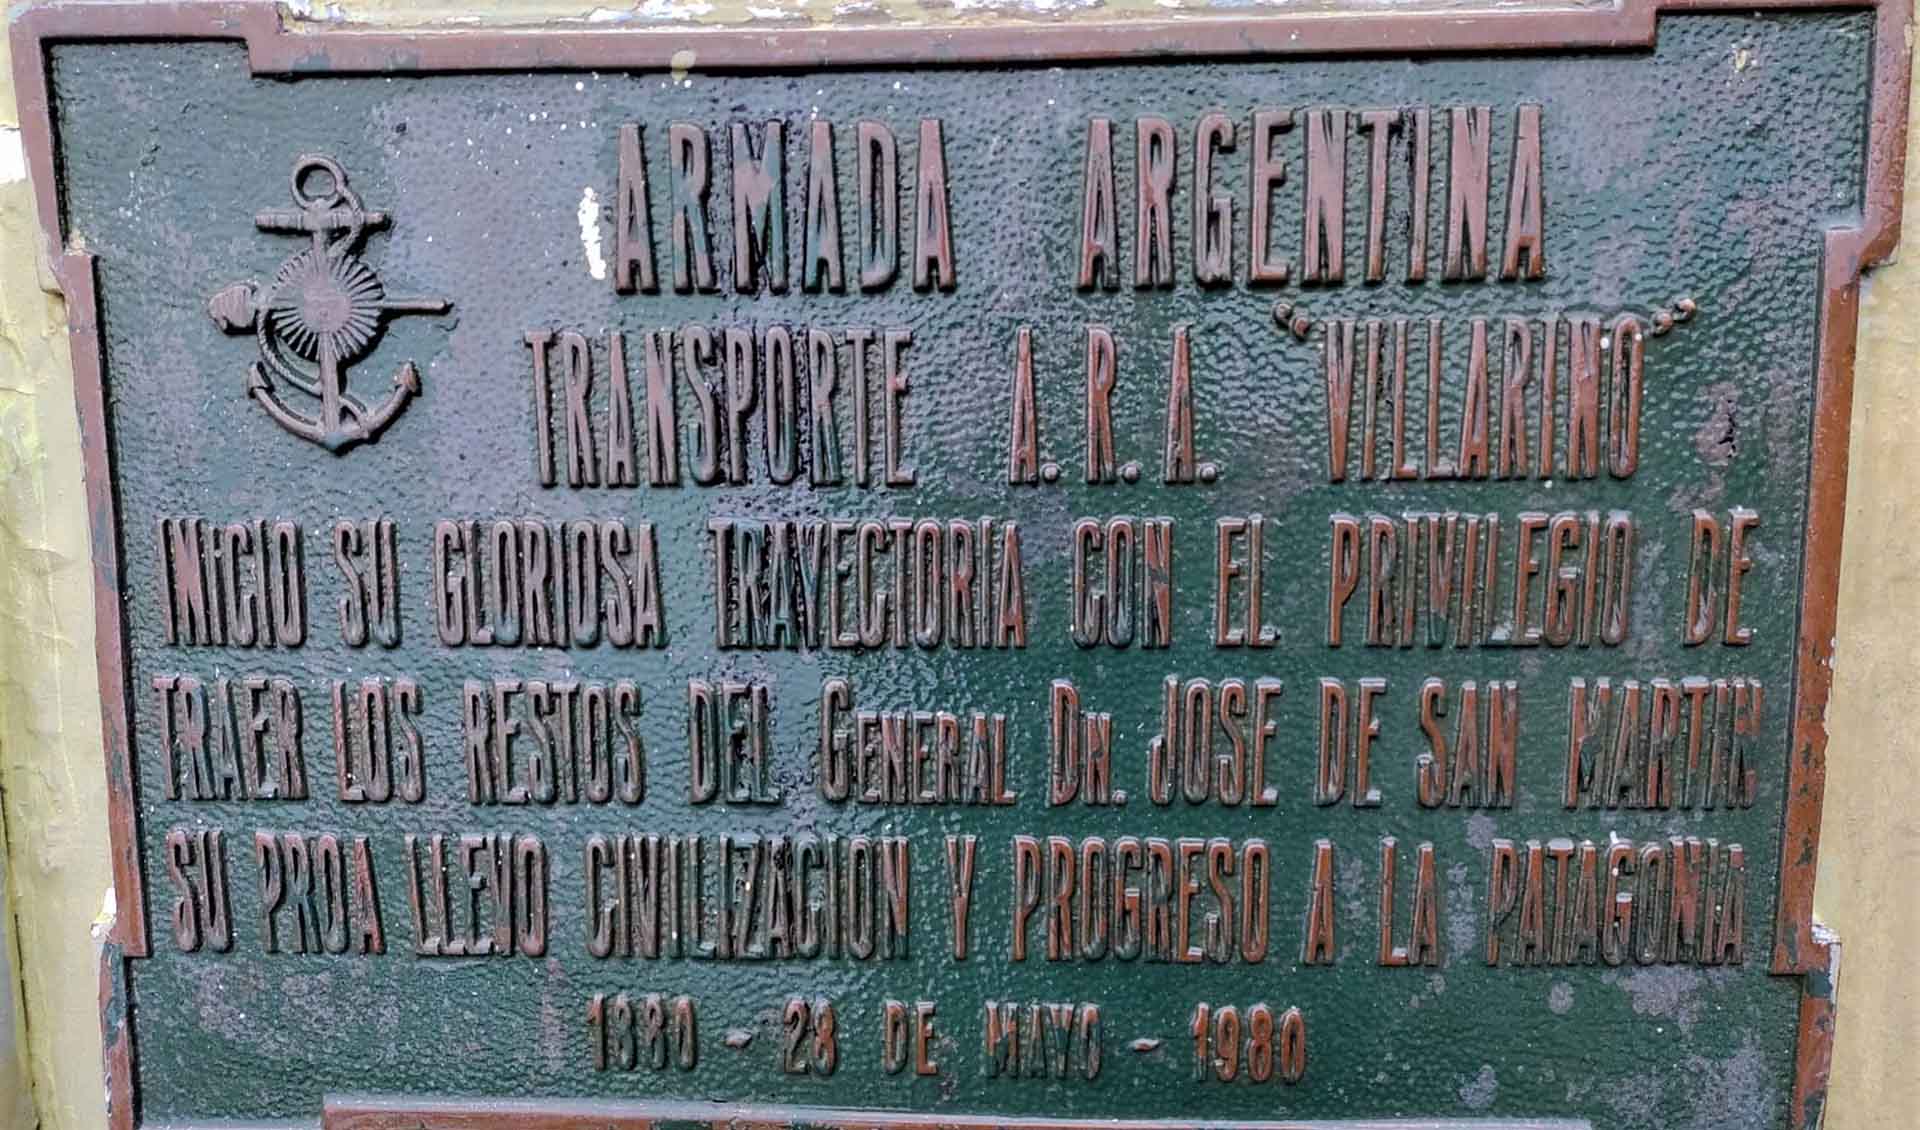 ARMADA ARGENTINA
TRANSPORTE A.R.A. “VILLARINO”
INiCIO SU GLORIOSA TRAYECTORIA CON EL PRIVILEGIO DE
TRAER LOS RESTOS DEL GENERAL DN. JOSE DE SAN MARTIN
SU PROA LLEVO CIVILIZACION Y PROGRESO A LA PATAGONIA
1880 - 28 DE MAYO - 1980